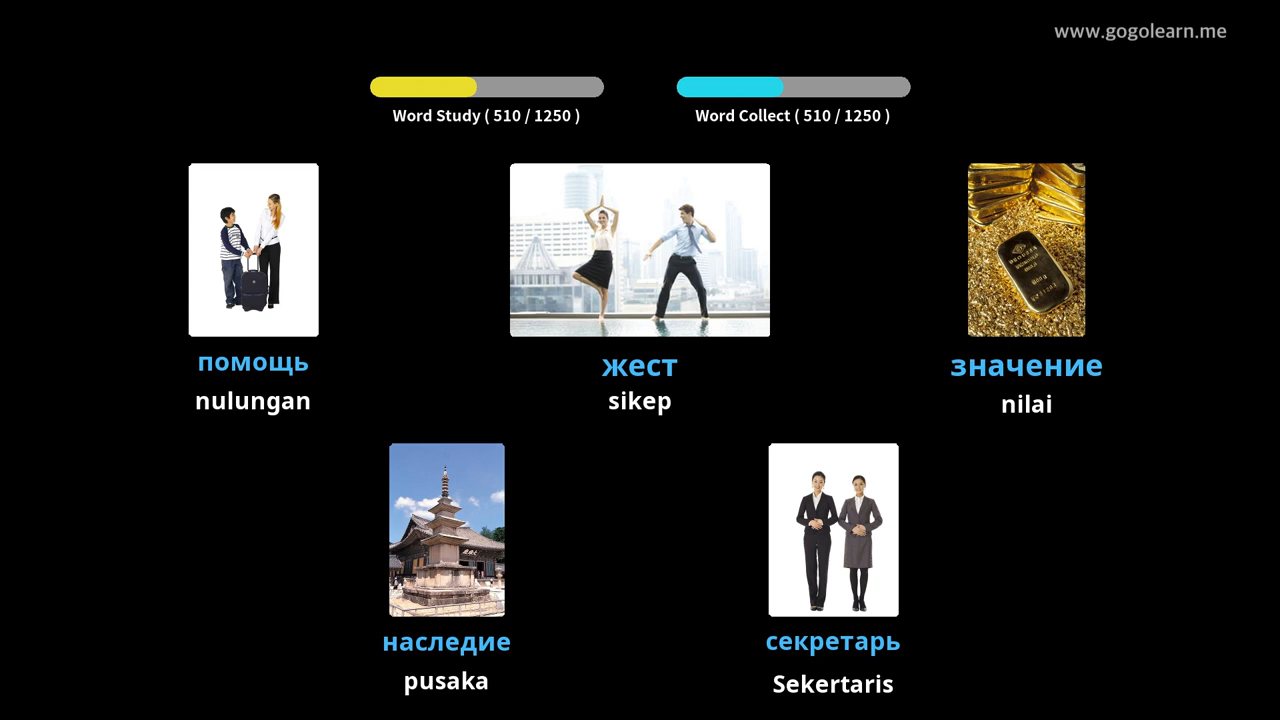 www.gogolearn.me
Word Study ( 510 / 1250 )
Word Collect ( 510 / 1250 )
помощь
nulungan
жест
sikep
значение
nilai
наследие
pusaka
секретарь
Sekertaris